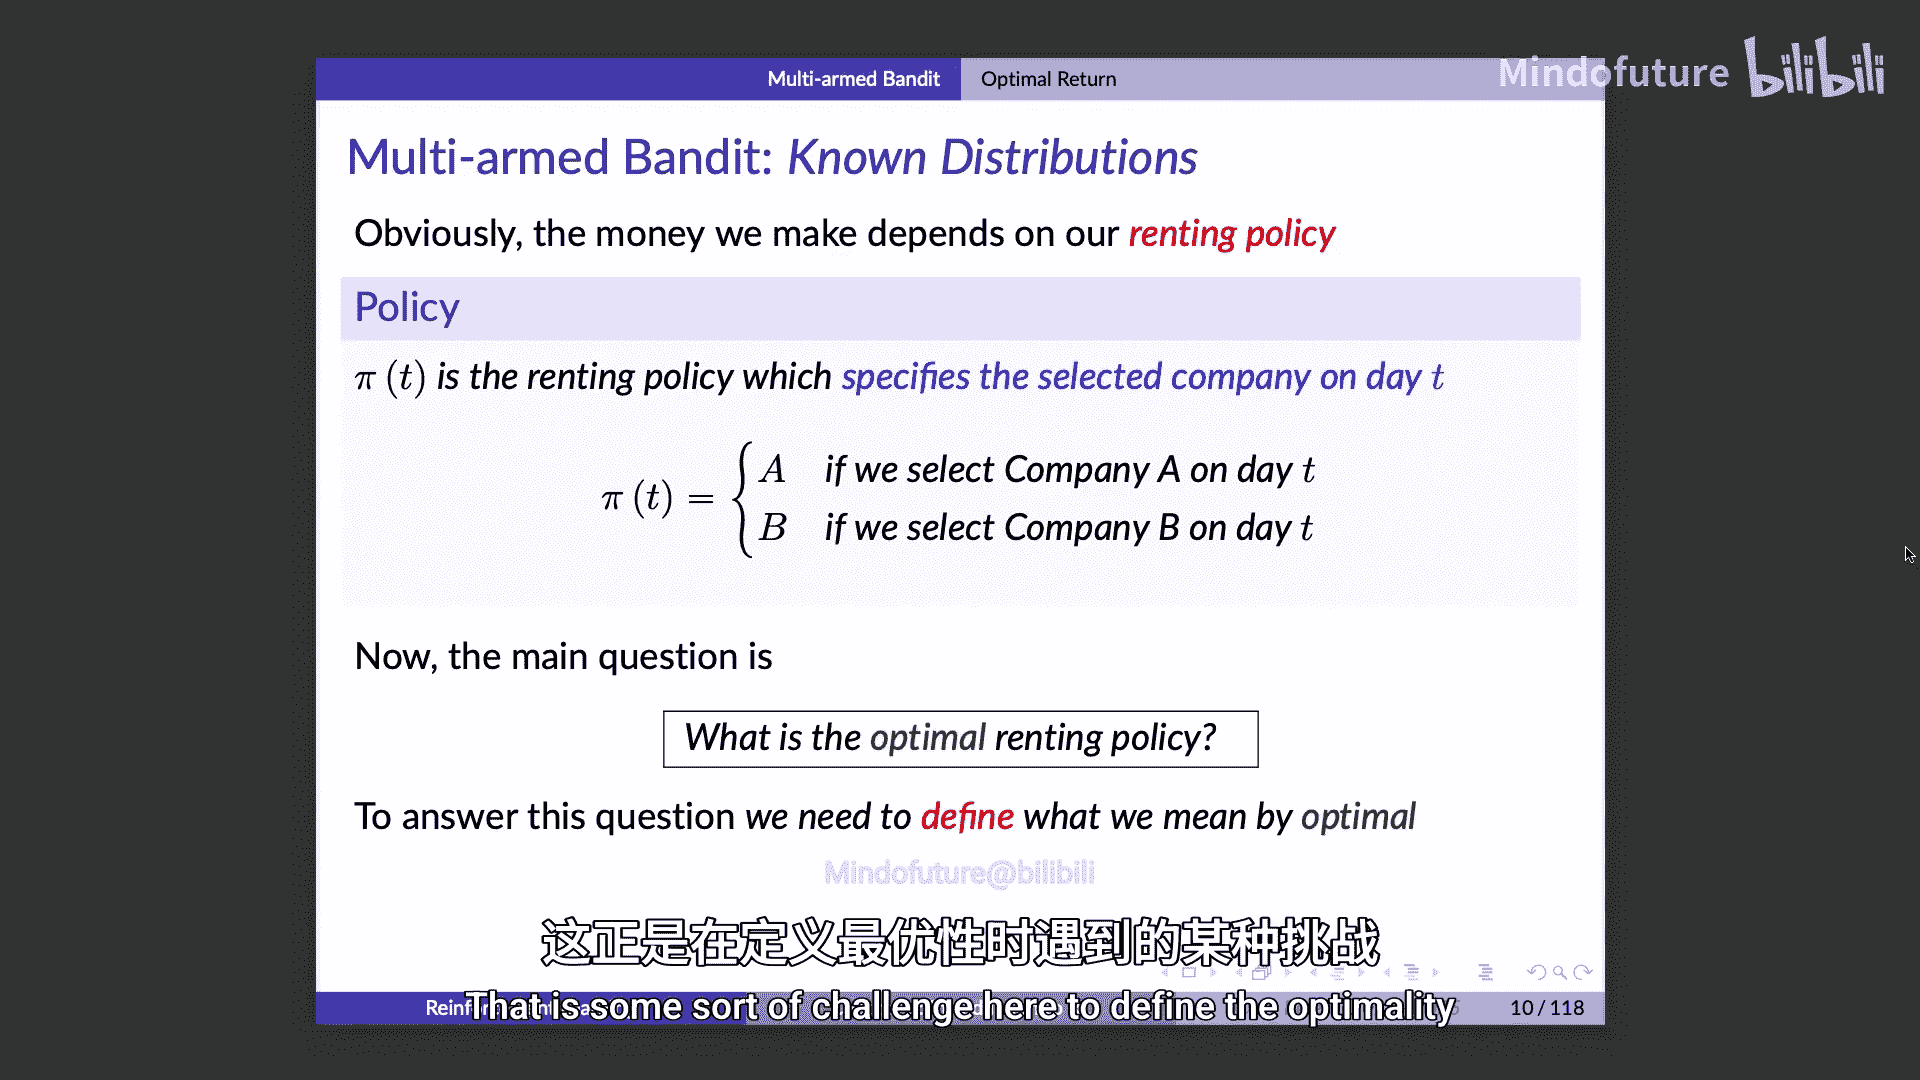 Multi-armed Bandit Optimal Return
Mindofuture bilibili
Multi-armed Bandit: Known Distributions
Obviously, the money we make depends on our renting policy
Policy
π (t) is the renting policy which specifies the selected company on day t
π (t) = { A if we select Company A on day t
B if we select Company B on day t
Now, the main question is
What is the optimal renting policy?
To answer this question we need to define what we mean by optimal
Mindofuture@bilibili
这正是在定义最优性时遇到的某种挑战
That is some sort of challenge here to define the optimality
10 / 118